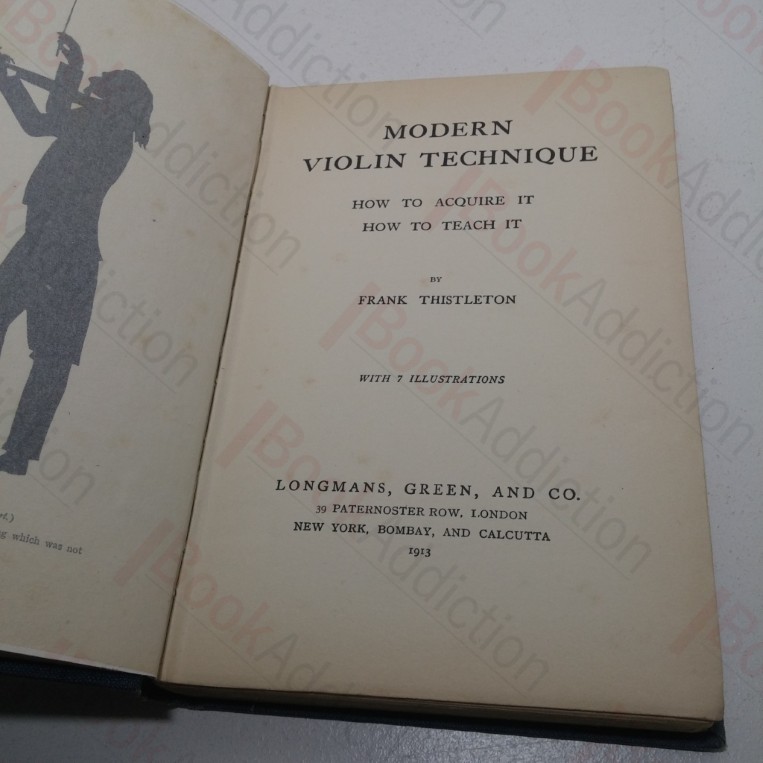 MODERN
VIOLIN TECHNIQUE
HOW TO ACQUIRE IT
HOW TO TEACH IT
BY
FRANK THISTLETON
WITH 7 ILLUSTRATIONS
LONGMANS, GREEN, AND CO.
39 PATERNOSTER ROW, LONDON
NEW YORK, BOMBAY, AND CALCUTTA
1913
which was not
BookAddiction